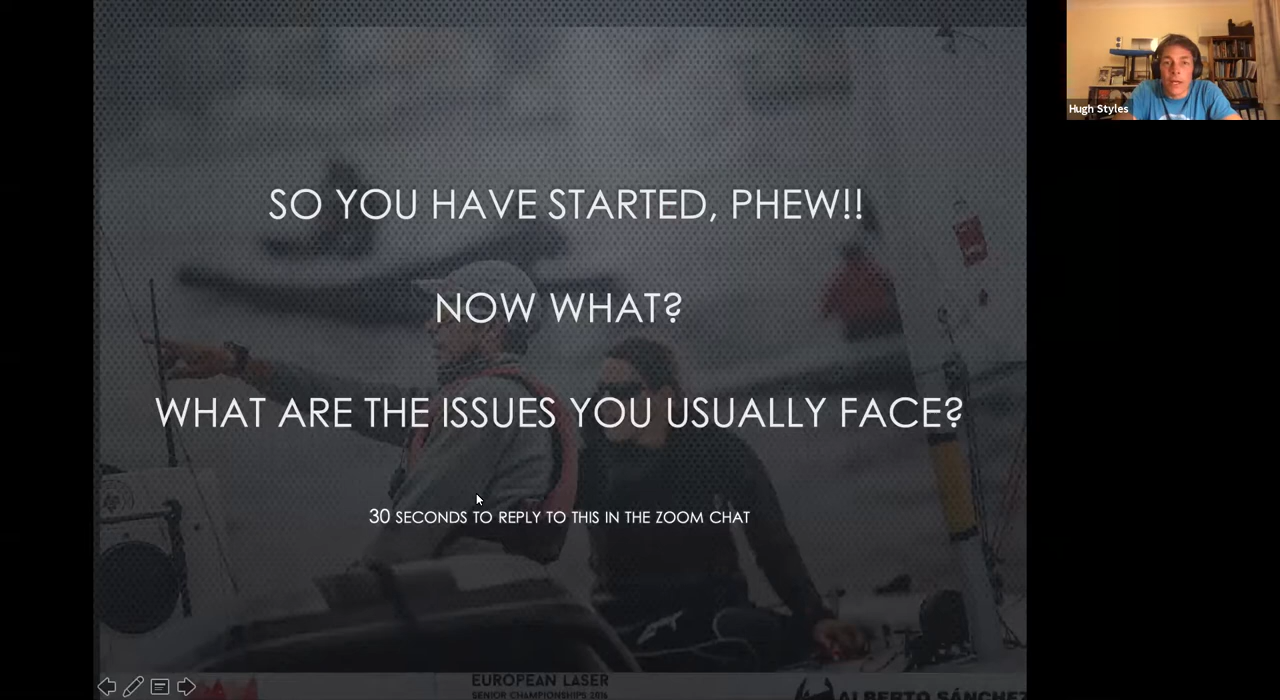 SO YOU HAVE STARTED, PHEW!!
NOW WHAT?
WHAT ARE THE ISSUES YOU USUALLY FACE?
30 SECONDS TO REPLY TO THIS IN THE ZOOM CHAT
Hugh Styles
EUROPEAN LASER
SENIOR CHAMPIONSHIPS 2016
ALBERTO SÁNCHEZ